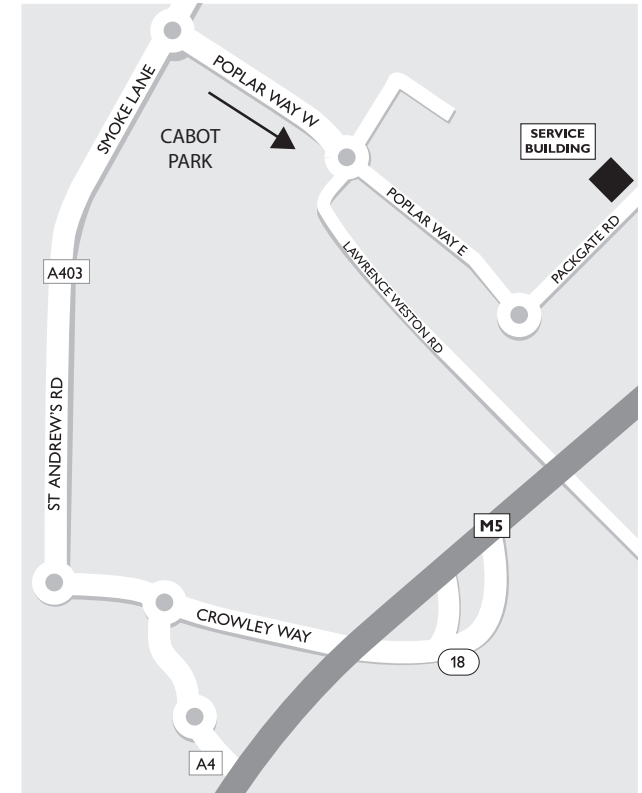 SMOKE LANE
POPLAR WAY W
CABOT
PARK
SERVICE
BUILDING
POPLAR WAY E
PACKGATE RD
LAWRENCE WESTON RD
A403
ST ANDREW'S RD
M5
CROWLEY WAY
18
A4